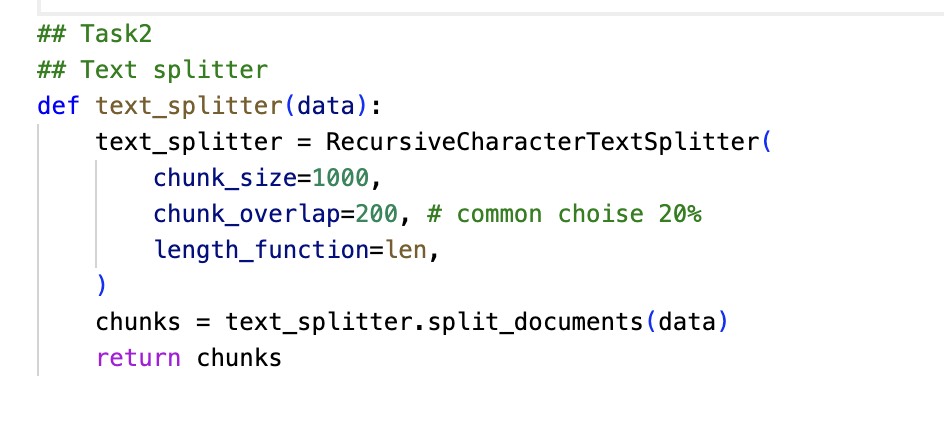 ## Task2
## Text splitter
def text_splitter(data):
    text_splitter = RecursiveCharacterTextSplitter(
        chunk_size=1000,
        chunk_overlap=200, # common choise 20%
        length_function=len,
    )
    chunks = text_splitter.split_documents(data)
    return chunks